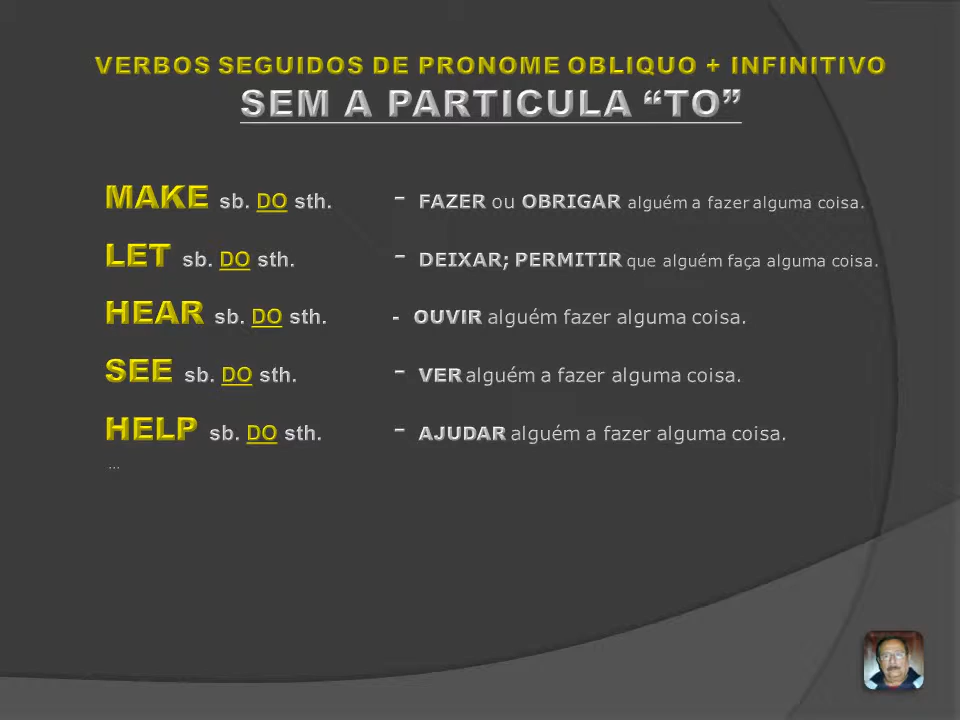 VERBOS SEGUIDOS DE PRONOME OBLIQUO + INFINITIVO
SEM A PARTICULA “TO”
MAKE sb. DO sth. - FAZER ou OBRIGAR alguém a fazer alguma coisa.
LET sb. DO sth. - DEIXAR; PERMITIR que alguém faça alguma coisa.
HEAR sb. DO sth. - OUVIR alguém fazer alguma coisa.
SEE sb. DO sth. - VER alguém a fazer alguma coisa.
HELP sb. DO sth. - AJUDAR alguém a fazer alguma coisa.
...